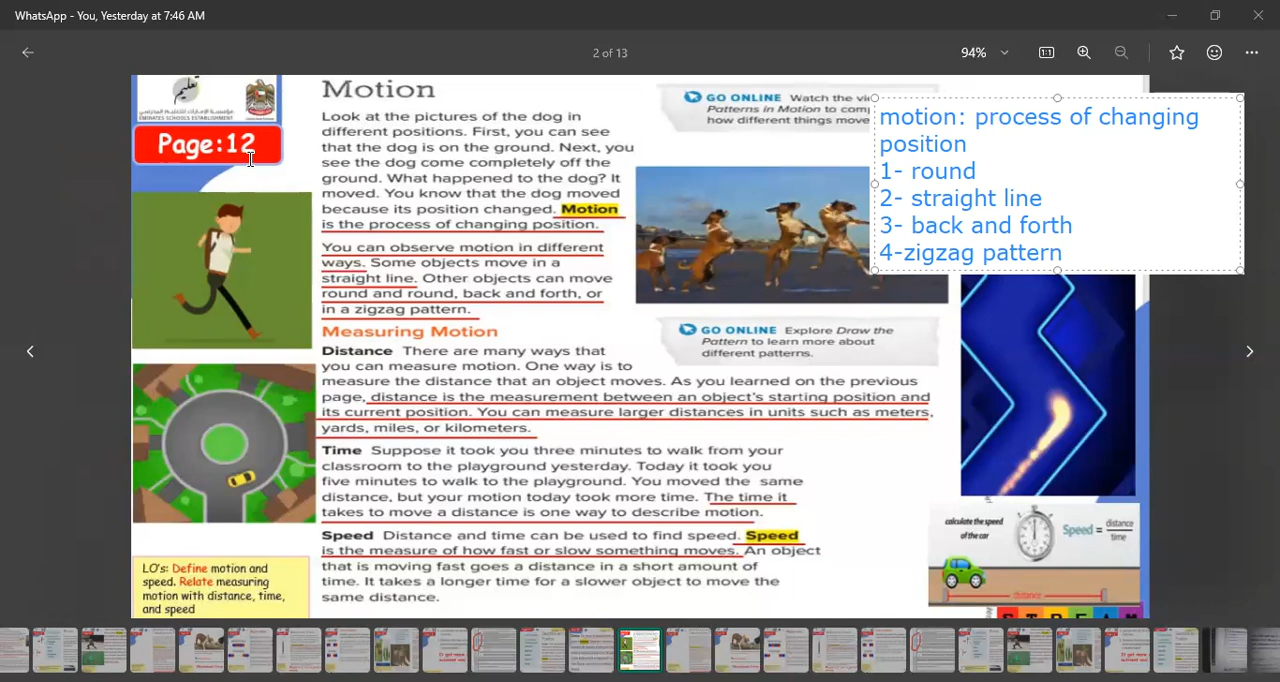 WhatsApp - You, Yesterday at 7:46 AM
2 of 13
94%
تعليم
EMIRATES SCHOOLS ESTABLISHMENT
Page:12
Motion
Look at the pictures of the dog in
different positions. First, you can see
that the dog is on the ground. Next, you
see the dog come completely off the
ground. What happened to the dog? It
moved. You know that the dog moved
because its position changed. Motion
is the process of changing position.
You can observe motion in different
ways. Some objects move in a
straight line. Other objects can move
round and round, back and forth, or
in a zigzag pattern.
GO ONLINE Watch the
Patterns in Motion to
how different things move
motion: process of changing
position
1- round
2- straight line
3- back and forth
4-zigzag pattern
Measuring Motion
GO ONLINE Explore Draw the
Pattern to learn more about
different patterns.
Distance There are many ways that
you can measure motion. One way is to
measure the distance that an object moves. As you learned on the previous
page, distance is the measurement between an object's starting position and
its current position. You can measure larger distances in units such as meters,
yards, miles, or kilometers.
Time Suppose it took you three minutes to walk from your
classroom to the playground yesterday. Today it took you
five minutes to walk to the playground. You moved the same
distance, but your motion today took more time. The time it
takes to move a distance is one way to describe motion.
Speed Distance and time can be used to find speed. Speed
is the measure of how fast or slow something moves. An object
that is moving fast goes a distance in a short amount of
time. It takes a longer time for a slower object to move the
same distance.
LO's: Define motion and
speed. Relate measuring
motion with distance, time,
and speed
calculate the speed
of the car
Speed = distance
time
distance